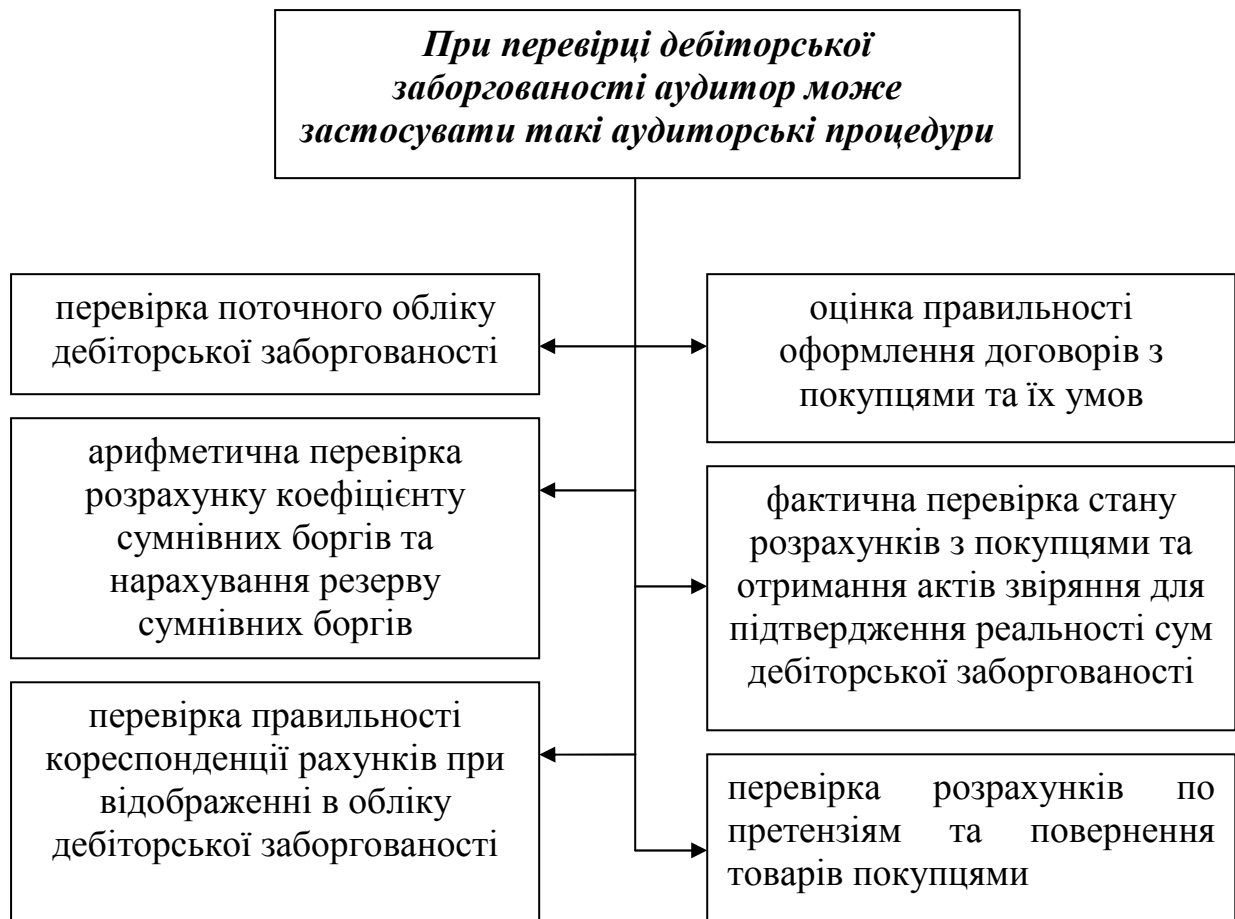 При перевірці дебіторської
заборгованості аудитор може
застосувати такі аудиторські процедури
перевірка поточного обліку
дебіторської заборгованості
арифметична перевірка
розрахунку коефіцієнту
сумнівних боргів та
нарахування резерву
сумнівних боргів
перевірка правильності
кореспонденції рахунків при
відображенні в обліку
дебіторської заборгованості
оцінка правильності
оформлення договорів з
покупцями та їх умов
фактична перевірка стану
розрахунків з покупцями та
отримання актів звіряння для
підтвердження реальності сум
дебіторської заборгованості
перевірка розрахунків по
претензіям та повернення
товарів покупцями